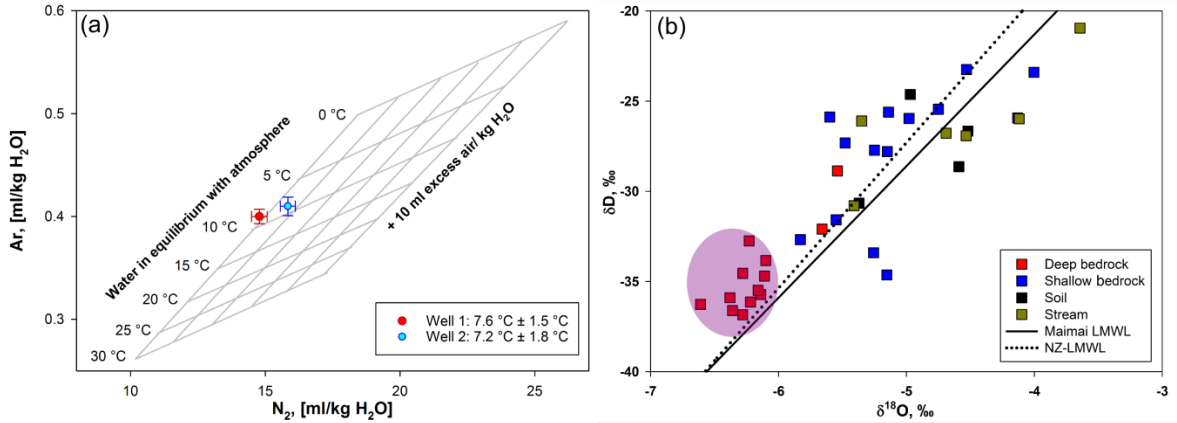 (a)
0.6
0.5
0.4
0.3
Ar, [ml/kg H₂O]
10
15
20
25
N₂, [ml/kg H₂O]
Water in equilibrium with atmosphere
0 °C
5 °C
10 °C
15 °C
20 °C
25 °C
30 °C
+ 10 ml excess air/ kg H₂O
Well 1: 7.6 °C ± 1.5 °C
Well 2: 7.2 °C ± 1.8 °C
(b)
-20
-25
-30
-35
-40
δD, ‰
-7
-6
-5
-4
-3
δ¹⁸O, ‰
Deep bedrock
Shallow bedrock
Soil
Stream
Maimai LMWL
NZ-LMWL